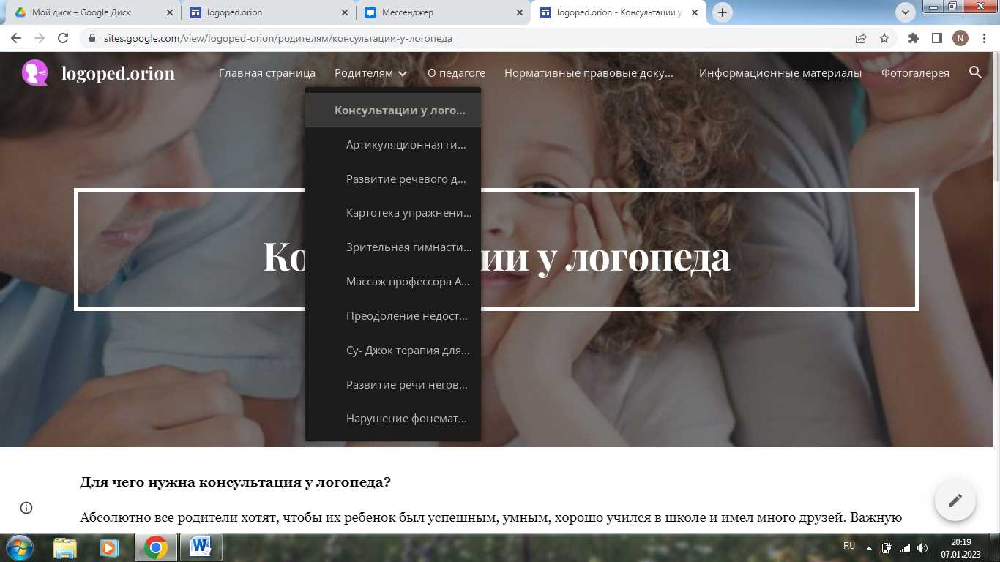 Мой диск – Google Диск
logoped.orion
Мессенджер
logoped.orion - Консультации у
sites.google.com/view/logoped-orion/родителям/консультации-у-логопеда
N
logoped.orion
Главная страница
Родителям
О педагоге
Нормативные правовые доку...
Информационные материалы
Фотогалерея
Консультации у лого...
Артикуляционная ги...
Развитие речевого д...
Картотека упражнени...
Зрительная гимнасти...
Массаж профессора А...
Преодоление недост...
Су- Джок терапия для...
Развитие речи негов...
Нарушение фонемат...
Ко ии у логопеда
Для чего нужна консультация у логопеда?
Абсолютно все родители хотят, чтобы их ребенок был успешным, умным, хорошо учился в школе и имел много друзей. Важную
RU
20:19
07.01.2023